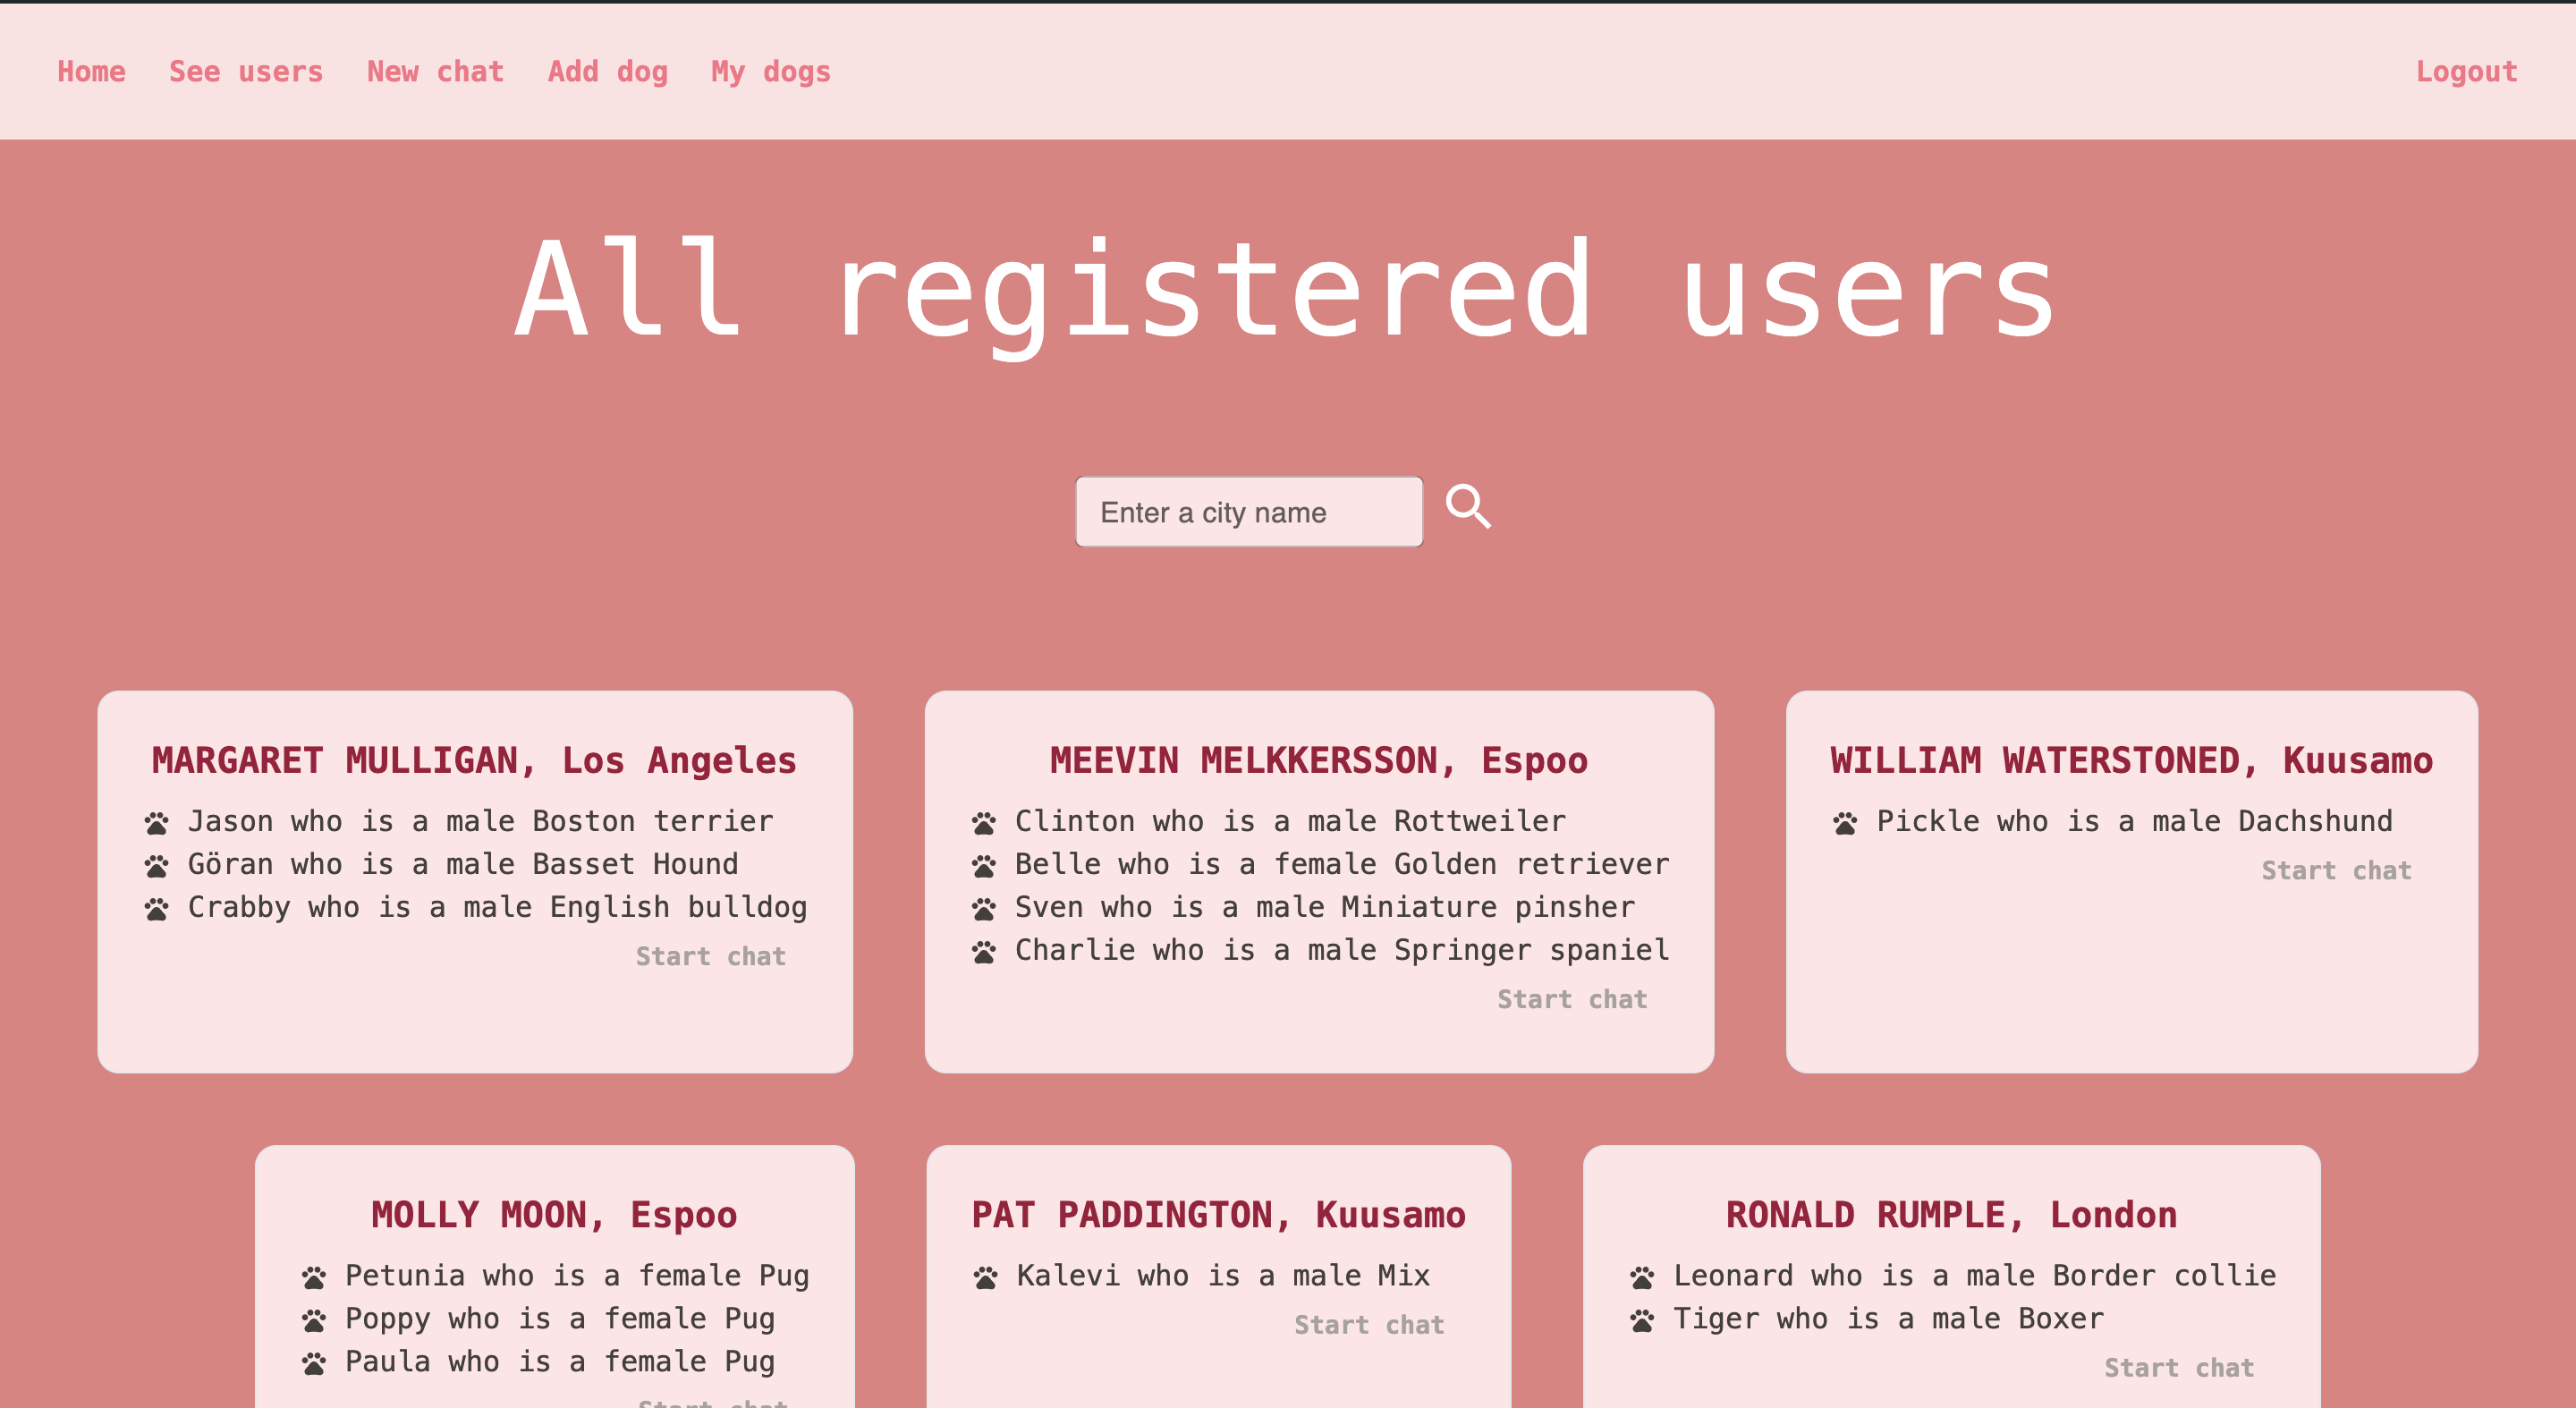 Home See users New chat Add dog My dogs Logout
All registered users
Enter a city name
MARGARET MULLIGAN, Los Angeles
Jason who is a male Boston terrier
Göran who is a male Basset Hound
Crabby who is a male English bulldog
Start chat
MEEVIN MELKKERSSON, Espoo
Clinton who is a male Rottweiler
Belle who is a female Golden retriever
Sven who is a male Miniature pinsher
Charlie who is a male Springer spaniel
Start chat
WILLIAM WATERSTONED, Kuusamo
Pickle who is a male Dachshund
Start chat
MOLLY MOON, Espoo
Petunia who is a female Pug
Poppy who is a female Pug
Paula who is a female Pug
Start chat
PAT PADDINGTON, Kuusamo
Kalevi who is a male Mix
Start chat
RONALD RUMPLE, London
Leonard who is a male Border collie
Tiger who is a male Boxer
Start chat